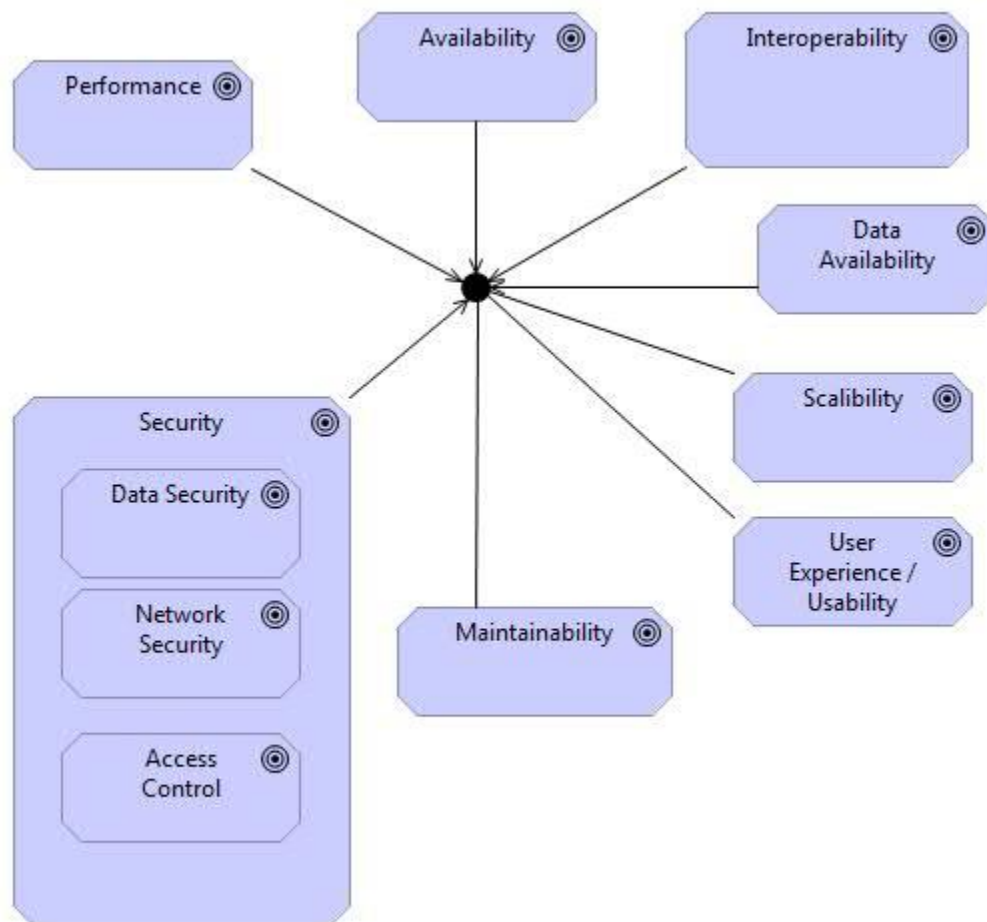 Availability
Interoperability
Performance
Data
Availability
Scalibility
Security
Data Security
Network
Security
Access
Control
User
Experience /
Usability
Maintainability